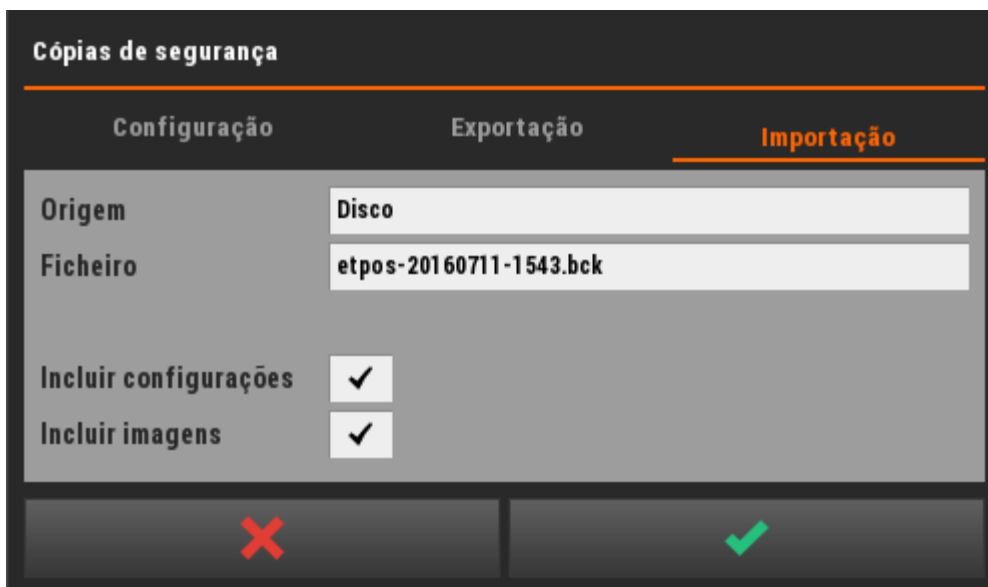 Cópias de segurança
Configuração Exportação Importação
Origem Disco
Ficheiro etpos-20160711-1543.bck
Incluir configurações
Incluir imagens